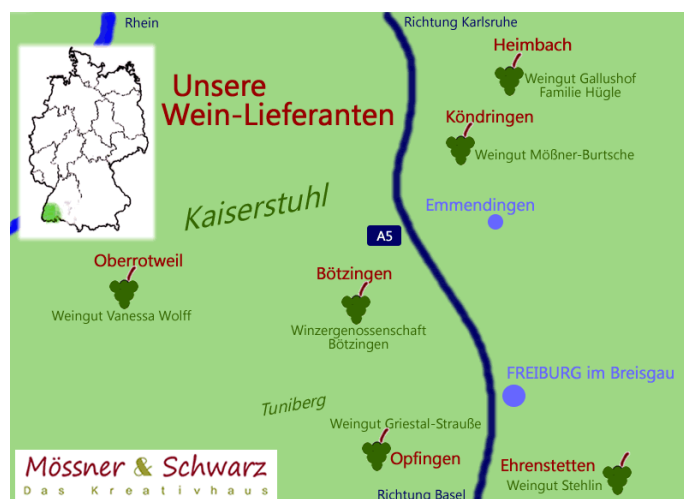 Rhein
Richtung Karlsruhe
Unsere
Wein-Lieferanten
Heimbach
Weingut Gallushof
Familie Hügle
Köndringen
Weingut Mößner-Burtsche
Kaiserstuhl
Emmendingen
A5
Oberrotweil
Weingut Vanessa Wolff
Bötzingen
Winzergenossenschaft
Bötzingen
FREIBURG im Breisgau
Tuniberg
Weingut Griestal-Strauße
Opfingen
Ehrenstetten
Weingut Stehlin
Mössner & Schwarz
Das Kreativhaus
Richtung Basel